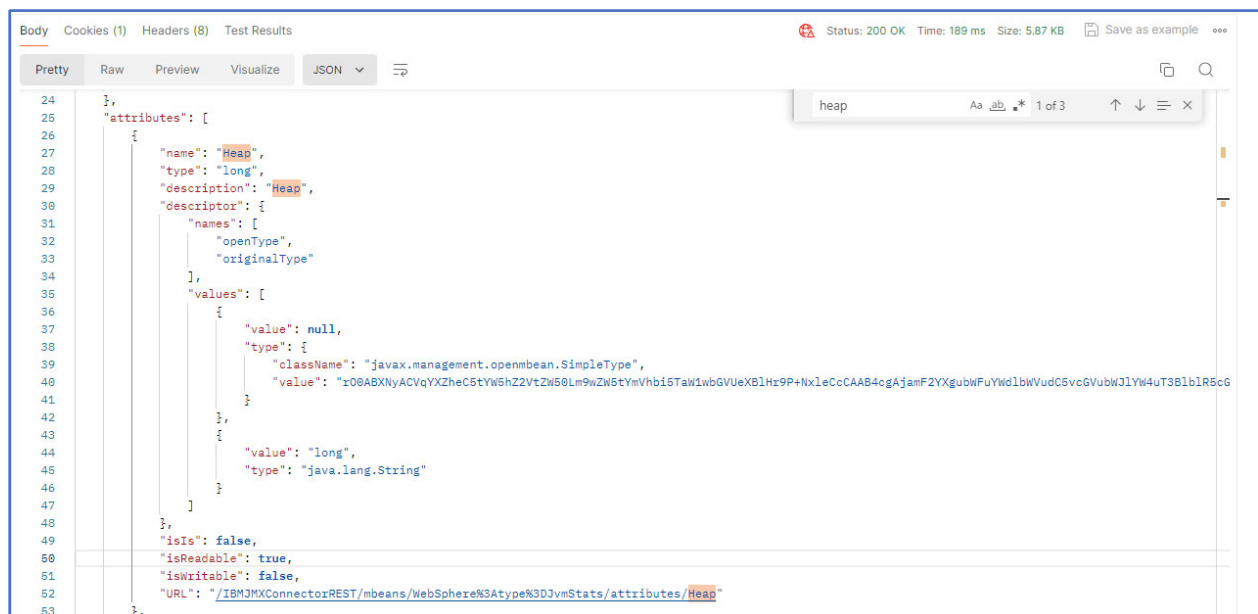 Body Cookies (1) Headers (8) Test Results Status: 200 OK Time: 189 ms Size: 5.87 KB Save as example
Pretty Raw Preview Visualize JSON
heap Aa ab 1 of 3
24 },
25 "attributes": [
26 {
27 "name": "Heap",
28 "type": "long",
29 "description": "Heap",
30 "descriptor": {
31 "names": [
32 "openType",
33 "originalType"
34 ],
35 "values": [
36 {
37 "value": null,
38 "type": {
39 "className": "javax.management.openmbean.SimpleType",
40 "value": "rO0ABXNyACVqYXZheC5tYW5hZ2VtZW50Lm9wZW5tYmVhbi5TaW1wbGVUeXBlHr9P+NxleCcCAAB4cgAjamF2YXgubWFuYWdlbWVudC5vcGVubWJlYW4uT3BlblR5cG
41 }
42 },
43 {
44 "value": "long",
45 "type": "java.lang.String"
46 }
47 ]
48 },
49 "isIs": false,
50 "isReadable": true,
51 "isWritable": false,
52 "URL": "/IBMJMXConnectorREST/mbeans/WebSphere%3Atype%3DJvmStats/attributes/Heap"
53 },